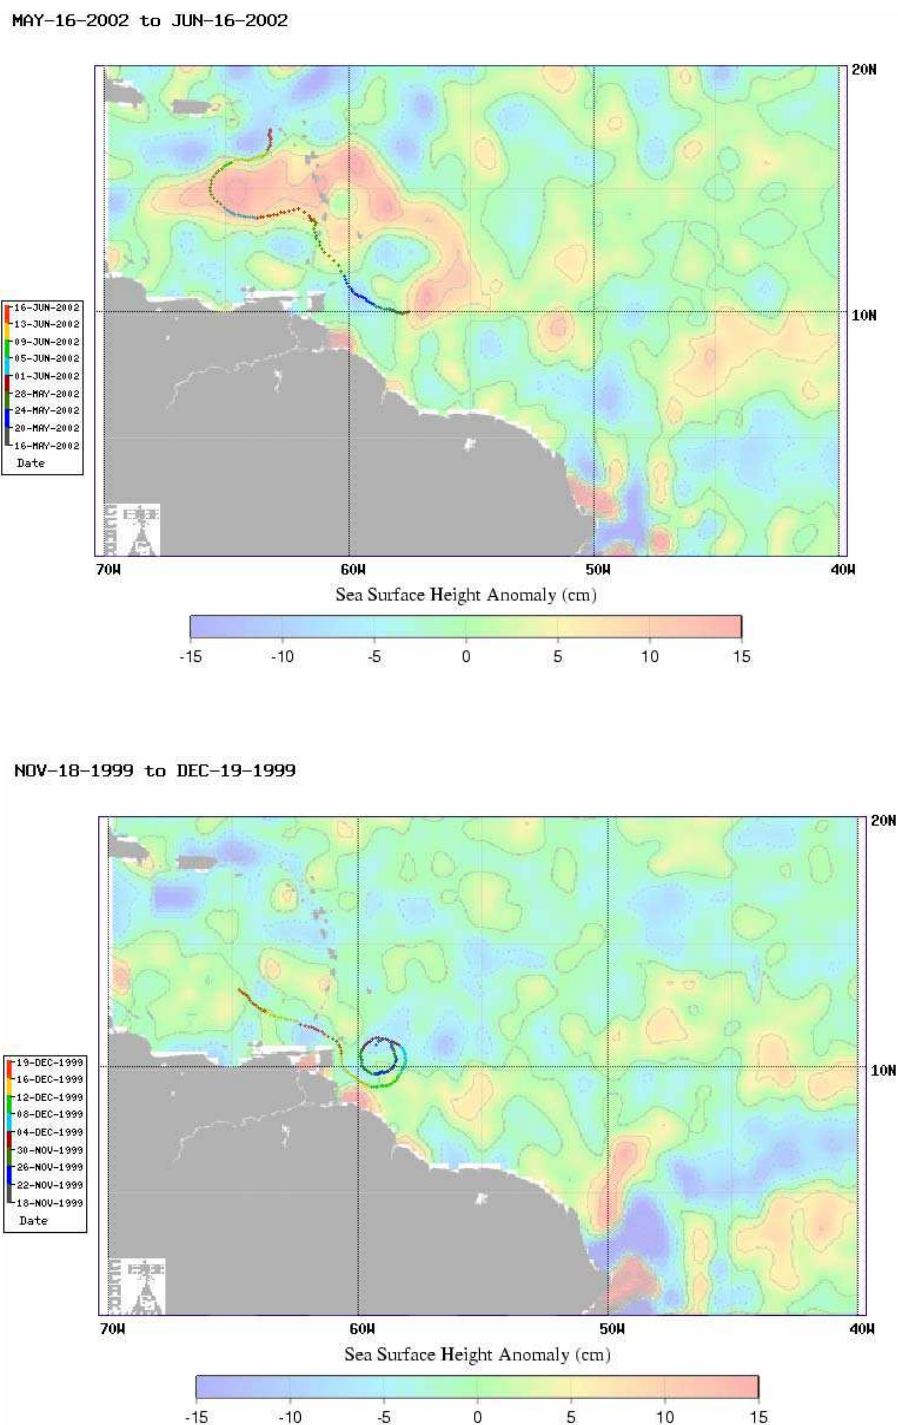 MAY-16-2002 to JUN-16-2002
20N
10N
16-JUN-2002
13-JUN-2002
09-JUN-2002
05-JUN-2002
01-JUN-2002
28-MAY-2002
24-MAY-2002
20-MAY-2002
16-MAY-2002
Date
70W 60W 50W 40W
Sea Surface Height Anomaly (cm)
-15 -10 -5 0 5 10 15
NOV-18-1999 to DEC-19-1999
20N
10N
19-DEC-1999
16-DEC-1999
12-DEC-1999
08-DEC-1999
04-DEC-1999
30-NOV-1999
26-NOV-1999
22-NOV-1999
18-NOV-1999
Date
70W 60W 50W 40W
Sea Surface Height Anomaly (cm)
-15 -10 -5 0 5 10 15